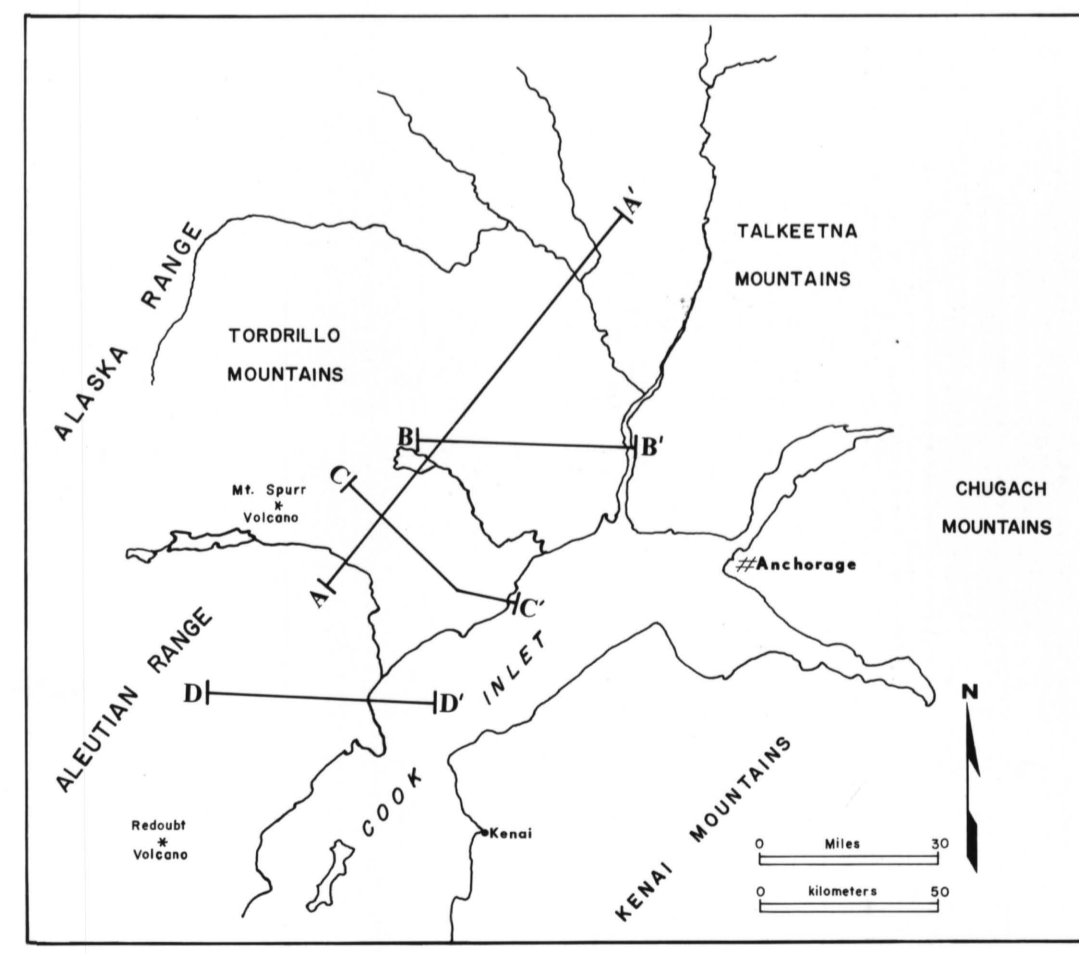 A'
TALKEETNA
MOUNTAINS
ALASKA RANGE
TORDRILLO
MOUNTAINS
B
B'
C
Mt. Spurr
*
Volcano
CHUGACH
MOUNTAINS
#Anchorage
A
C'
INLET
ALEUTIAN RANGE
D
D'
N
COOK
KENAI MOUNTAINS
Redoubt
*
Volcano
Kenai
0 Miles 30
0 kilometers 50